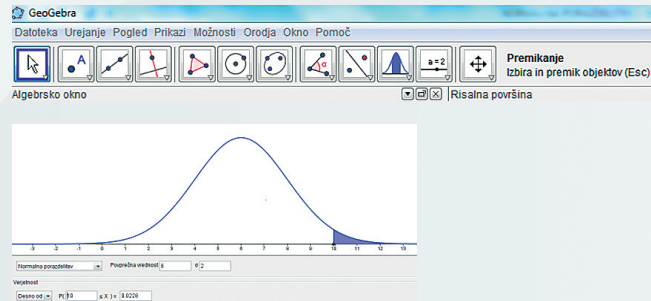 GeoGebra
Datoteka Urejanje Pogled Prikazi Možnosti Orodja Okno Pomoč
A α a=2 Premikanje
Izbira in premik objektov (Esc)
Algebrsko okno Risalna površina
-3 -2 -1 0 1 2 3 4 5 6 7 8 9 10 11 12 13
Normalna porazdelitev Povprečna vrednost 6 σ 2
Verjetnost
Desno od P( 10 ≤ X ) = 0.0228